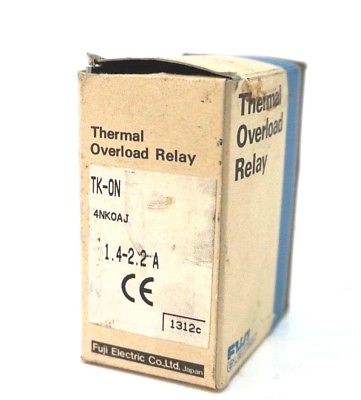 Thermal
Overload Relay
TK-ON
4NK0AJ
1.4-2.2 A
CE
1312c
Fuji Electric Co.,Ltd. Japan
Thermal
Overload
Relay